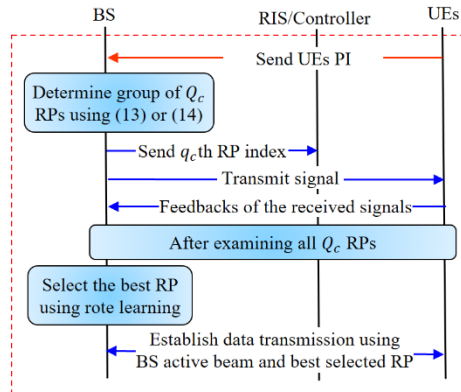 BS
RIS/Controller
UEs
Send UEs PI
Determine group of Q_c
RPs using (13) or (14)
Send q_cth RP index
Transmit signal
Feedbacks of the received signals
After examining all Q_c RPs
Select the best RP
using rote learning
Establish data transmission using
BS active beam and best selected RP